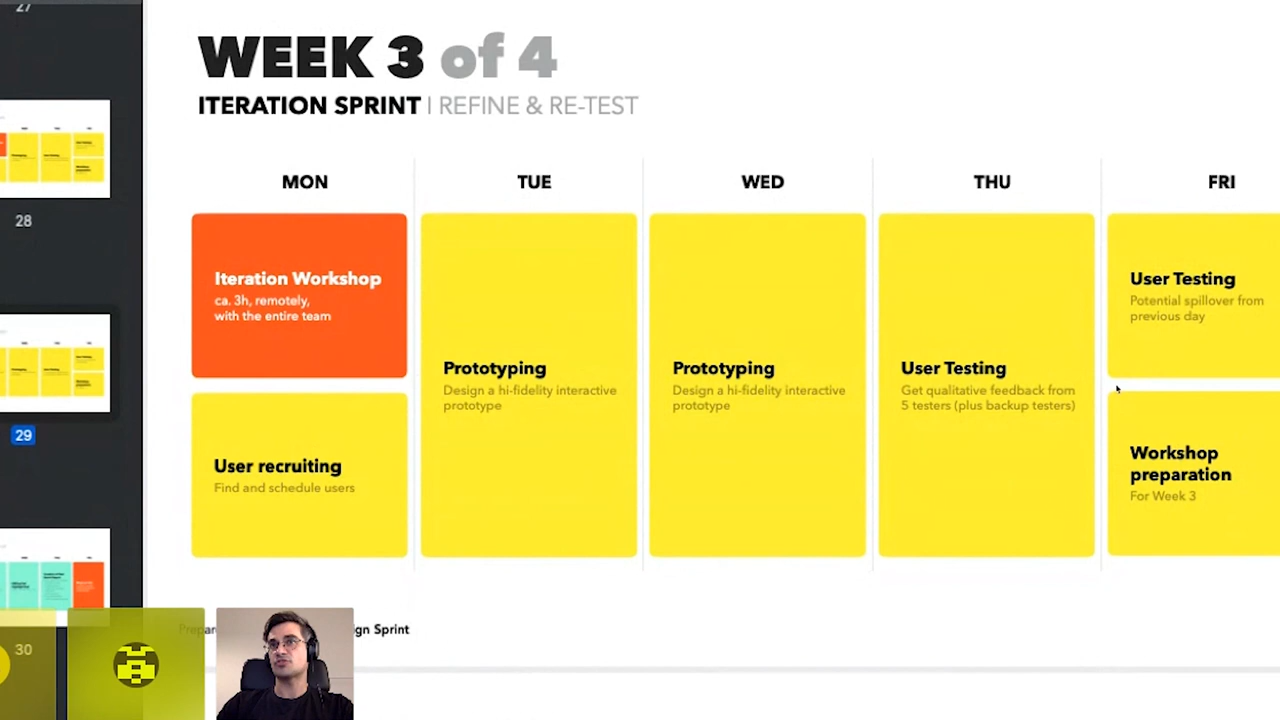 27
WEEK 3 of 4
ITERATION SPRINT | REFINE & RE-TEST
MON
TUE
WED
THU
FRI
28
Iteration Workshop
ca. 3h, remotely,
with the entire team
User recruiting
Find and schedule users
Prototyping
Design a hi-fidelity interactive
prototype
Prototyping
Design a hi-fidelity interactive
prototype
User Testing
Get qualitative feedback from
5 testers (plus backup testers)
User Testing
Potential spillover from
previous day
Workshop
preparation
For Week 3
29
30
Sprint